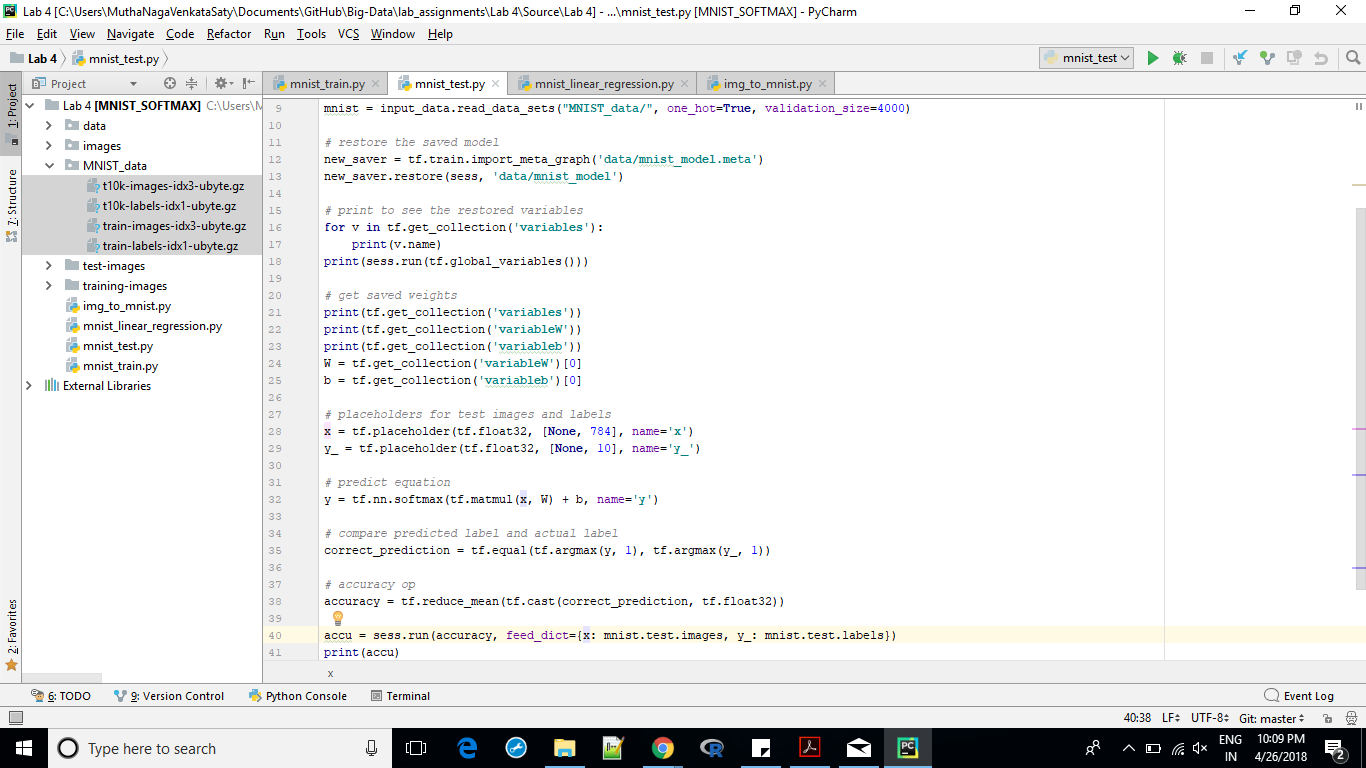 Lab 4 [C:\Users\MuthaNagaVenkataSaty\Documents\GitHub\Big-Data\lab_assignments\Lab 4\Source\Lab 4] - ...\mnist_test.py [MNIST_SOFTMAX] - PyCharm
File Edit View Navigate Code Refactor Run Tools VCS Window Help
Lab 4 mnist_test.py
mnist_test
Project
mnist_train.py mnist_test.py mnist_linear_regression.py img_to_mnist.py
1: Project
7: Structure
2: Favorites
Lab 4 [MNIST_SOFTMAX] C:\Users\M
data
images
MNIST_data
t10k-images-idx3-ubyte.gz
t10k-labels-idx1-ubyte.gz
train-images-idx3-ubyte.gz
train-labels-idx1-ubyte.gz
test-images
training-images
img_to_mnist.py
mnist_linear_regression.py
mnist_test.py
mnist_train.py
External Libraries
9 mnist = input_data.read_data_sets("MNIST_data/", one_hot=True, validation_size=4000)
10
11 # restore the saved model
12 new_saver = tf.train.import_meta_graph('data/mnist_model.meta')
13 new_saver.restore(sess, 'data/mnist_model')
14
15 # print to see the restored variables
16 for v in tf.get_collection('variables'):
17 print(v.name)
18 print(sess.run(tf.global_variables()))
19
20 # get saved weights
21 print(tf.get_collection('variables'))
22 print(tf.get_collection('variableW'))
23 print(tf.get_collection('variableb'))
24 W = tf.get_collection('variableW')[0]
25 b = tf.get_collection('variableb')[0]
26
27 # placeholders for test images and labels
28 x = tf.placeholder(tf.float32, [None, 784], name='x')
29 y_ = tf.placeholder(tf.float32, [None, 10], name='y_')
30
31 # predict equation
32 y = tf.nn.softmax(tf.matmul(x, W) + b, name='y')
33
34 # compare predicted label and actual label
35 correct_prediction = tf.equal(tf.argmax(y, 1), tf.argmax(y_, 1))
36
37 # accuracy op
38 accuracy = tf.reduce_mean(tf.cast(correct_prediction, tf.float32))
39
40 accu = sess.run(accuracy, feed_dict={x: mnist.test.images, y_: mnist.test.labels})
41 print(accu)
x
6: TODO 9: Version Control Python Console Terminal Event Log
40:38 LF UTF-8 Git: master
Type here to search
ENG
IN
10:09 PM
4/26/2018
2